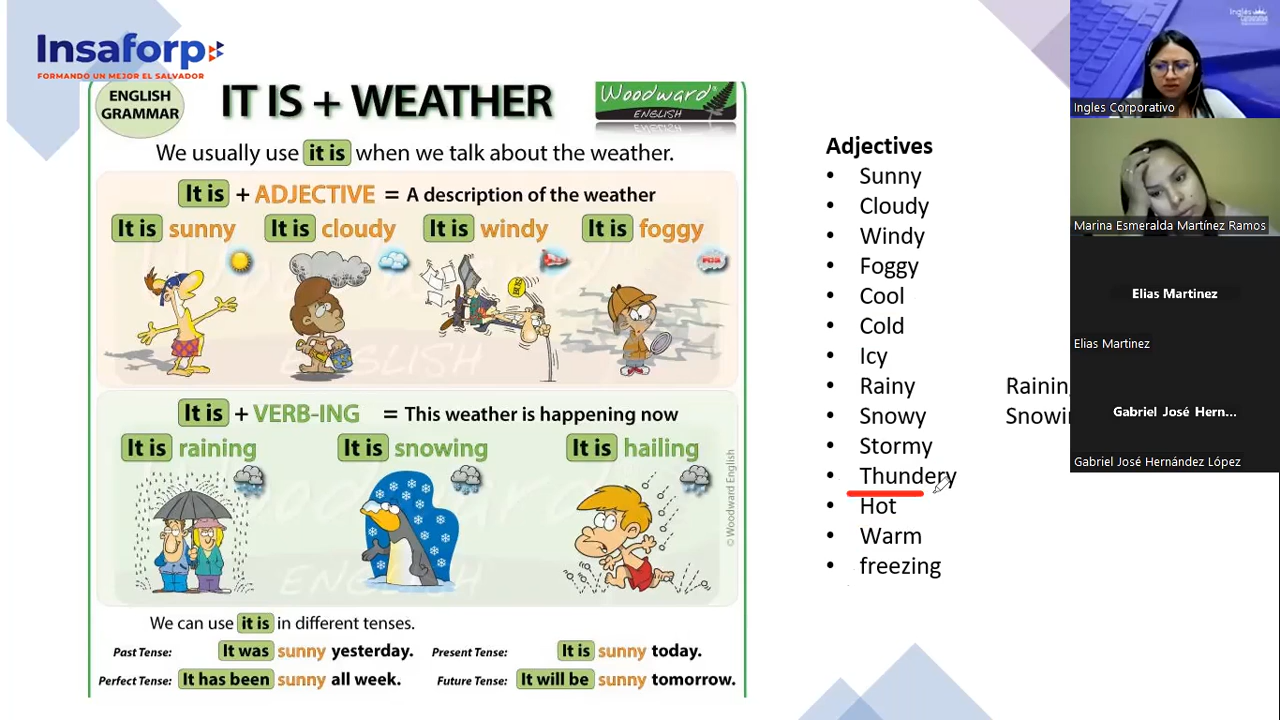 Insaforp
FORMANDO UN MEJOR EL SALVADOR
ENGLISH
GRAMMAR
IT IS + WEATHER
Woodward®
ENGLISH
We usually use it is when we talk about the weather.
It is + ADJECTIVE = A description of the weather
It is sunny It is cloudy It is windy It is foggy
BUS
It is + VERB-ING = This weather is happening now
It is raining It is snowing It is hailing
© Woodward English
We can use it is in different tenses.
Past Tense: It was sunny yesterday. Present Tense: It is sunny today.
Perfect Tense: It has been sunny all week. Future Tense: It will be sunny tomorrow.
Adjectives
• Sunny
• Cloudy
• Windy
• Foggy
• Cool
• Cold
• Icy
• Rainy Rainin
• Snowy Snowi
• Stormy
• Thundery
• Hot
• Warm
• freezing
Ingles Corporativo
Marina Esmeralda Martínez Ramos
Elias Martinez
Elias Martinez
Gabriel José Hern...
Gabriel José Hernández López